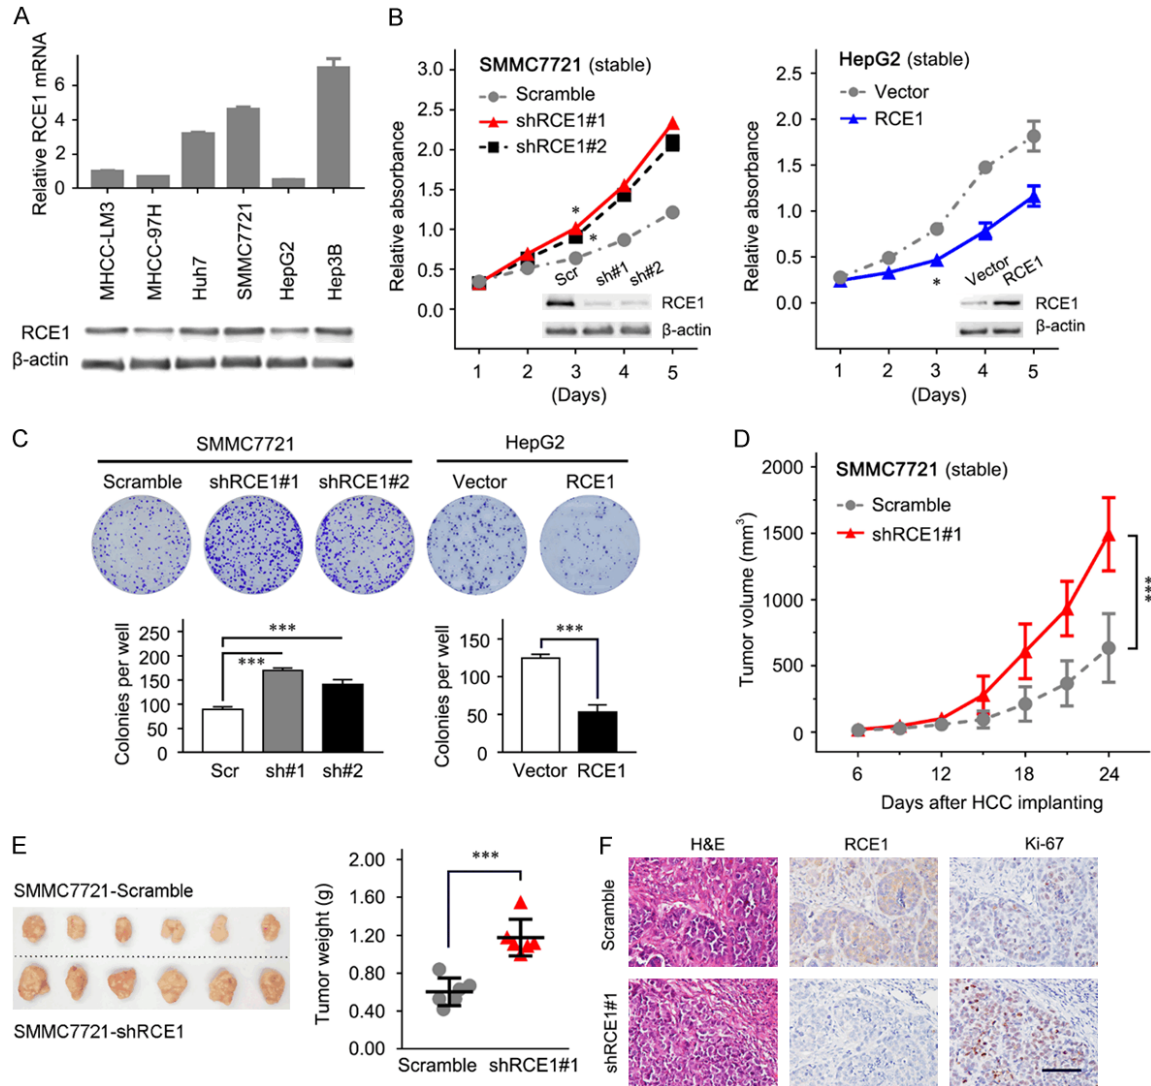 A
Relative RCE1 mRNA
6
4
2
0
MHCC-LM3
MHCC-97H
Huh7
SMMC7721
HepG2
Hep3B
RCE1
β-actin
B
SMMC7721 (stable)
Scramble
shRCE1#1
shRCE1#2
Relative absorbance
3.0
2.5
2.0
1.5
1.0
0.5
0.0
*
*
Scr sh#1 sh#2
RCE1
β-actin
1 2 3 4 5
(Days)
HepG2 (stable)
Vector
RCE1
Relative absorbance
2.5
2.0
1.5
1.0
0.5
0.0
*
Vector RCE1
RCE1
β-actin
1 2 3 4 5
(Days)
C
SMMC7721 HepG2
Scramble shRCE1#1 shRCE1#2 Vector RCE1
Colonies per well
250
200
150
100
50
0
***
***
Scr sh#1 sh#2
Colonies per well
150
100
50
0
***
Vector RCE1
D
SMMC7721 (stable)
Scramble
shRCE1#1
Tumor volume (mm³)
2000
1500
1000
500
0
***
6 12 18 24
Days after HCC implanting
E
SMMC7721-Scramble
SMMC7721-shRCE1
Tumor weight (g)
2.00
1.60
1.20
0.80
0.40
0.00
***
Scramble shRCE1#1
F
H&E RCE1 Ki-67
Scramble
shRCE1#1